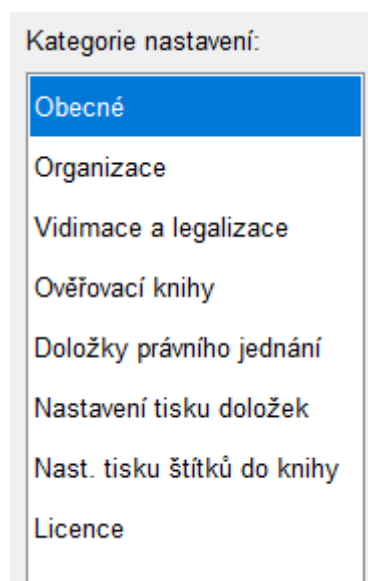 Kategorie nastavení:
Obecné
Organizace
Vidimace a legalizace
Ověřovací knihy
Doložky právního jednání
Nastavení tisku doložek
Nast. tisku štítků do knihy
Licence